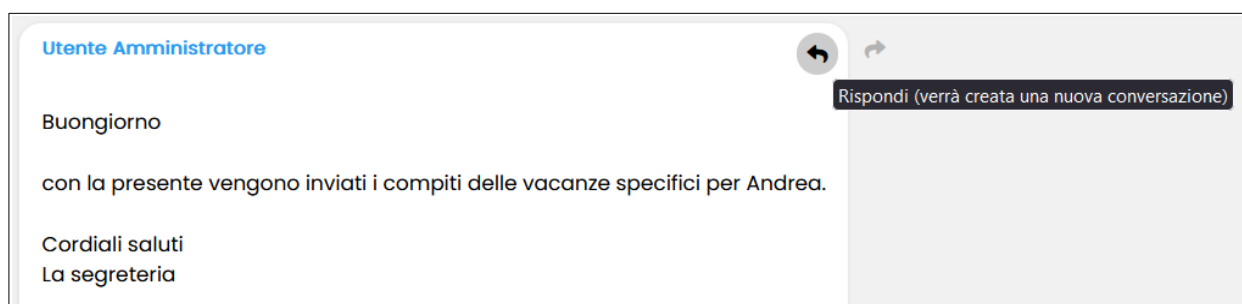 Utente Amministratore
Rispondi (verrà creata una nuova conversazione)
Buongiorno
con la presente vengono inviati i compiti delle vacanze specifici per Andrea.
Cordiali saluti
La segreteria